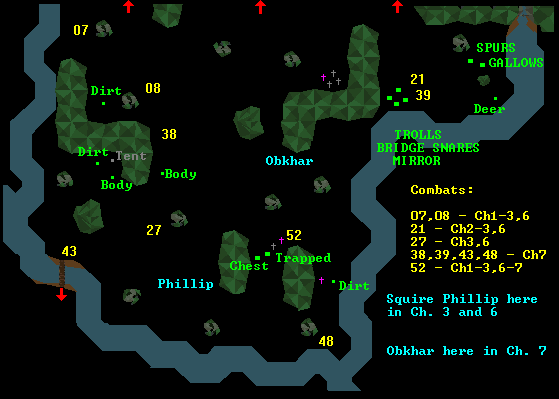 07
SPURS
GALLOWS
21
08
Dirt
39
Deer
38
TROLLS
BRIDGE SNARES
MIRROR
Dirt
Tent
Obkhar
Body
Body
Combats:
07,08 - Ch1-3,6
21 - Ch2-3,6
27 - Ch3,6
38,39,43,48 - Ch7
52 - Ch1-3,6-7
27
52
43
Chest
Trapped
Phillip
Dirt
Squire Phillip here
in Ch. 3 and 6
48
Obkhar here in Ch. 7